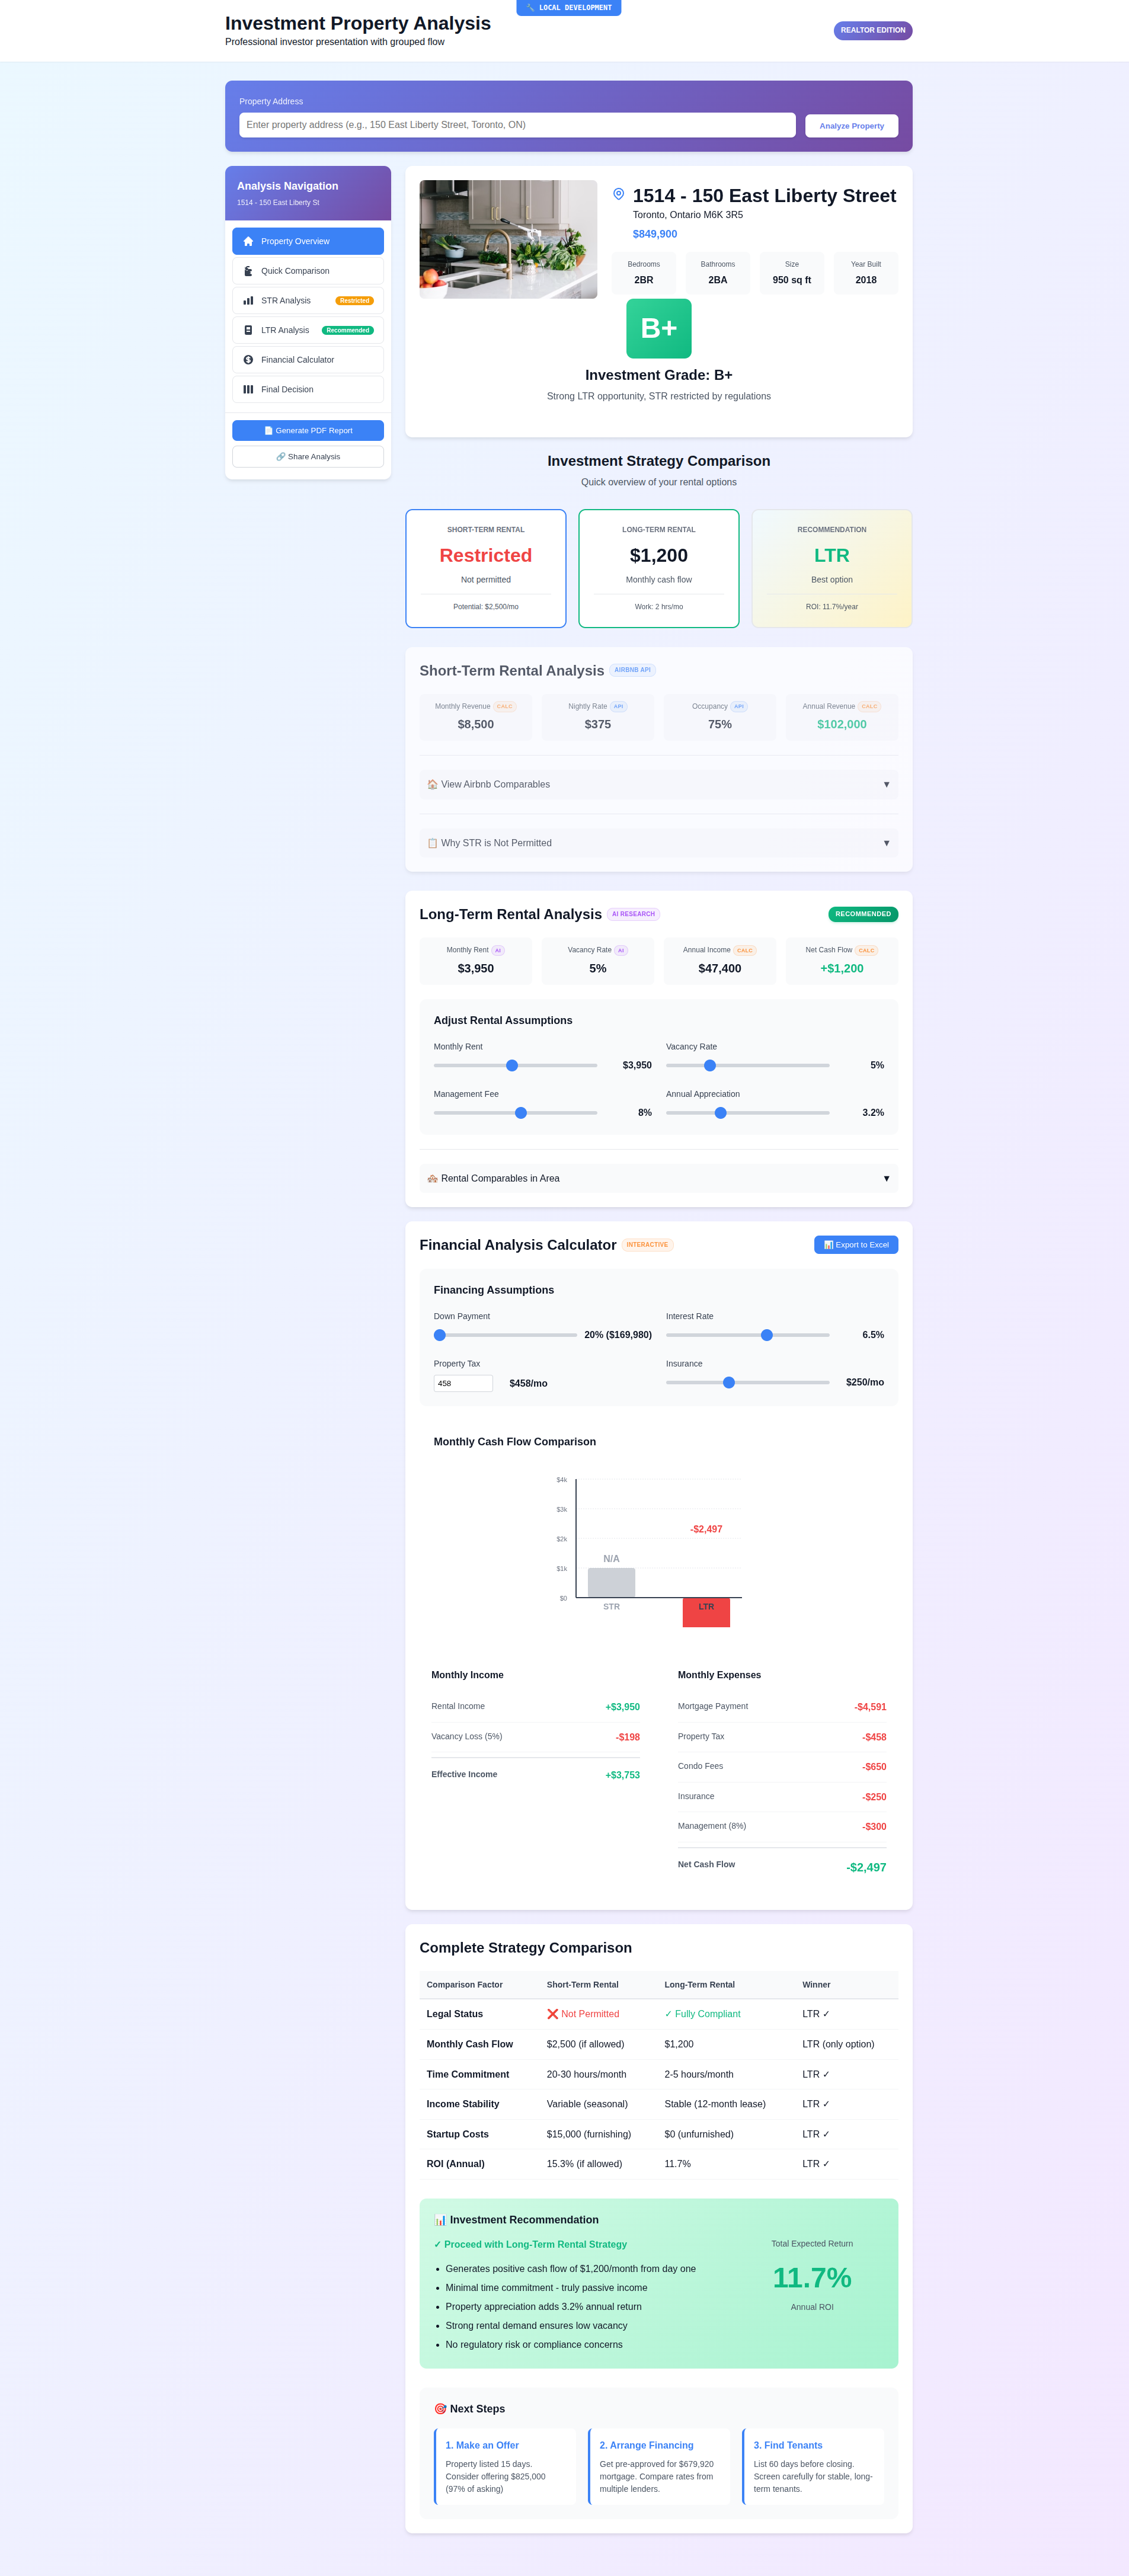 🔧 LOCAL DEVELOPMENT
Investment Property Analysis
Professional investor presentation with grouped flow
REALTOR EDITION
Property Address
Enter property address (e.g., 150 East Liberty Street, Toronto, ON)
Analyze Property
Analysis Navigation
1514 - 150 East Liberty St
Property Overview
Quick Comparison
STR Analysis Restricted
LTR Analysis Recommended
Financial Calculator
Final Decision
📄 Generate PDF Report
🔗 Share Analysis
1514 - 150 East Liberty Street
Toronto, Ontario M6K 3R5
$849,900
Bedrooms Bathrooms Size Year Built
2BR 2BA 950 sq ft 2018
B+
Investment Grade: B+
Strong LTR opportunity, STR restricted by regulations
Investment Strategy Comparison
Quick overview of your rental options
SHORT-TERM RENTAL
Restricted
Not permitted
Potential: $2,500/mo
LONG-TERM RENTAL
$1,200
Monthly cash flow
Work: 2 hrs/mo
RECOMMENDATION
LTR
Best option
ROI: 11.7%/year
Short-Term Rental Analysis AIRBNB API
Monthly Revenue CALC Nightly Rate API Occupancy API Annual Revenue CALC
$8,500 $375 75% $102,000
🏠 View Airbnb Comparables ▼
📋 Why STR is Not Permitted ▼
Long-Term Rental Analysis AI RESEARCH RECOMMENDED
Monthly Rent AI Vacancy Rate AI Annual Income CALC Net Cash Flow CALC
$3,950 5% $47,400 +$1,200
Adjust Rental Assumptions
Monthly Rent Vacancy Rate
$3,950 5%
Management Fee Annual Appreciation
8% 3.2%
🏘️ Rental Comparables in Area ▼
Financial Analysis Calculator INTERACTIVE 📊 Export to Excel
Financing Assumptions
Down Payment Interest Rate
20% ($169,980) 6.5%
Property Tax Insurance
458 $458/mo $250/mo
Monthly Cash Flow Comparison
$4k
$3k
-$2,497
$2k
N/A
$1k
$0
STR LTR
Monthly Income
Rental Income +$3,950
Vacancy Loss (5%) -$198
Effective Income +$3,753
Monthly Expenses
Mortgage Payment -$4,591
Property Tax -$458
Condo Fees -$650
Insurance -$250
Management (8%) -$300
Net Cash Flow -$2,497
Complete Strategy Comparison
Comparison Factor Short-Term Rental Long-Term Rental Winner
Legal Status ❌ Not Permitted ✓ Fully Compliant LTR ✓
Monthly Cash Flow $2,500 (if allowed) $1,200 LTR (only option)
Time Commitment 20-30 hours/month 2-5 hours/month LTR ✓
Income Stability Variable (seasonal) Stable (12-month lease) LTR ✓
Startup Costs $15,000 (furnishing) $0 (unfurnished) LTR ✓
ROI (Annual) 15.3% (if allowed) 11.7% LTR ✓
📊 Investment Recommendation
✓ Proceed with Long-Term Rental Strategy
• Generates positive cash flow of $1,200/month from day one
• Minimal time commitment - truly passive income
• Property appreciation adds 3.2% annual return
• Strong rental demand ensures low vacancy
• No regulatory risk or compliance concerns
Total Expected Return
11.7%
Annual ROI
🎯 Next Steps
1. Make an Offer
Property listed 15 days.
Consider offering $825,000
(97% of asking)
2. Arrange Financing
Get pre-approved for $679,920
mortgage. Compare rates from
multiple lenders.
3. Find Tenants
List 60 days before closing.
Screen carefully for stable, long-
term tenants.